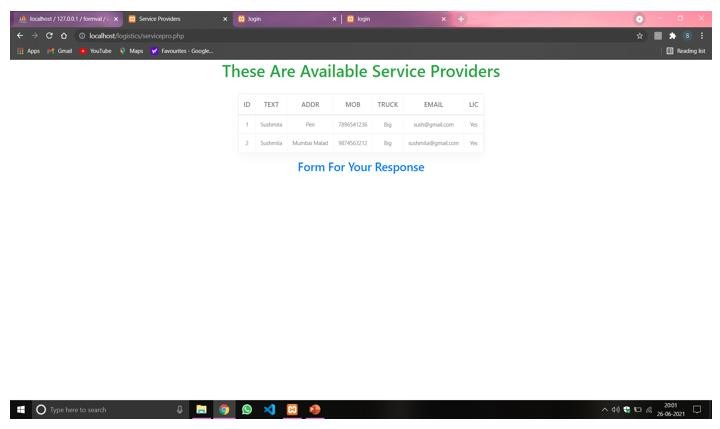 localhost / 127.0.0.1 / formval /
Service Providers
login
login
localhost/logistics/servicepro.php
S
Apps
Gmail
YouTube
Maps
Favourites - Google...
Reading list
These Are Available Service Providers
ID TEXT ADDR MOB TRUCK EMAIL LIC
1 Sushmita Pen 7896541236 Big sush@gmail.com Yes
2 Sushmita Mumbai Malad 9874563212 Big sushmita@gmail.com Yes
Form For Your Response
Type here to search
20:01
26-06-2021